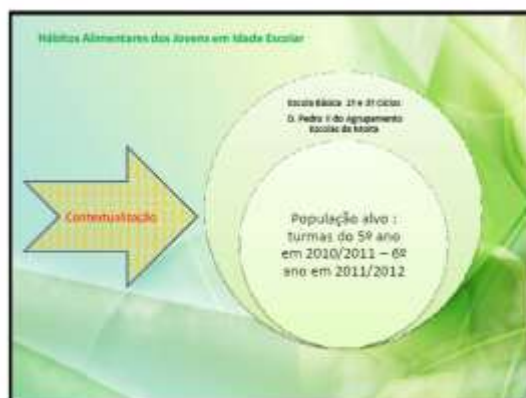 Hábitos Alimentares dos Jovens em Idade Escolar
Escola Básica 2º e 3º Ciclos
D. Pedro II do Agrupamento
Escolas da Moita
Contextualização
População alvo :
turmas do 5º ano
em 2010/2011 – 6º
ano em 2011/2012